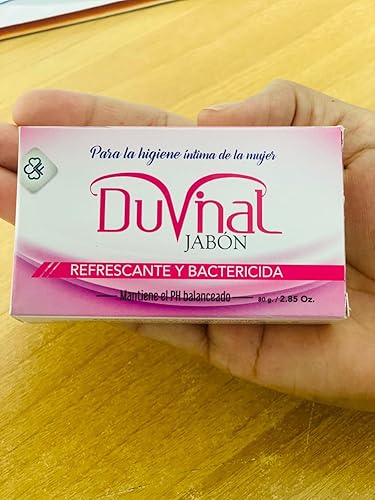 Para la higiene íntima de la mujer
DuVinal
JABÓN
REFRESCANTE Y BACTERICIDA
Mantiene el PH balanceado
80 g. / 2.85 Oz.